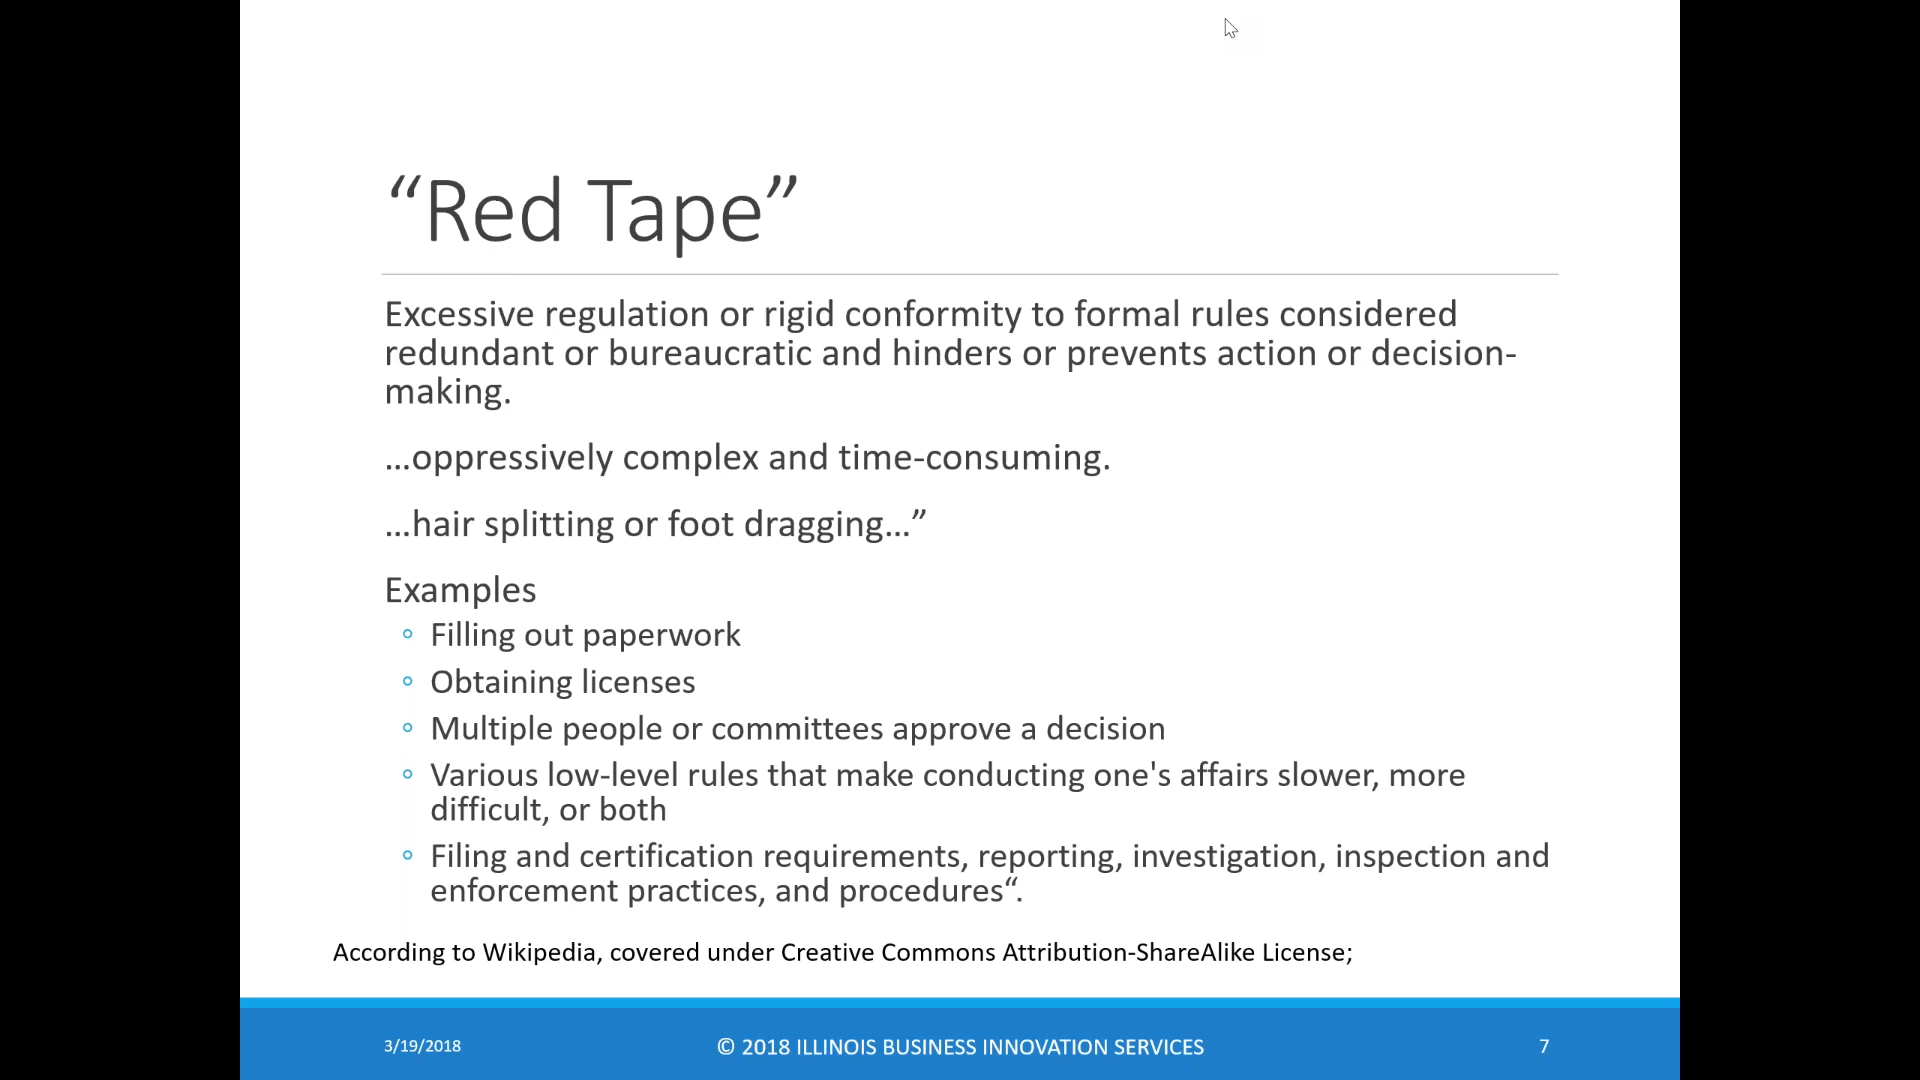 “Red Tape”
Excessive regulation or rigid conformity to formal rules considered
redundant or bureaucratic and hinders or prevents action or decision-
making.
…oppressively complex and time-consuming.
…hair splitting or foot dragging…”
Examples
◦ Filling out paperwork
◦ Obtaining licenses
◦ Multiple people or committees approve a decision
◦ Various low-level rules that make conducting one's affairs slower, more
difficult, or both
◦ Filing and certification requirements, reporting, investigation, inspection and
enforcement practices, and procedures“.
According to Wikipedia, covered under Creative Commons Attribution-ShareAlike License;
3/19/2018
© 2018 ILLINOIS BUSINESS INNOVATION SERVICES
7